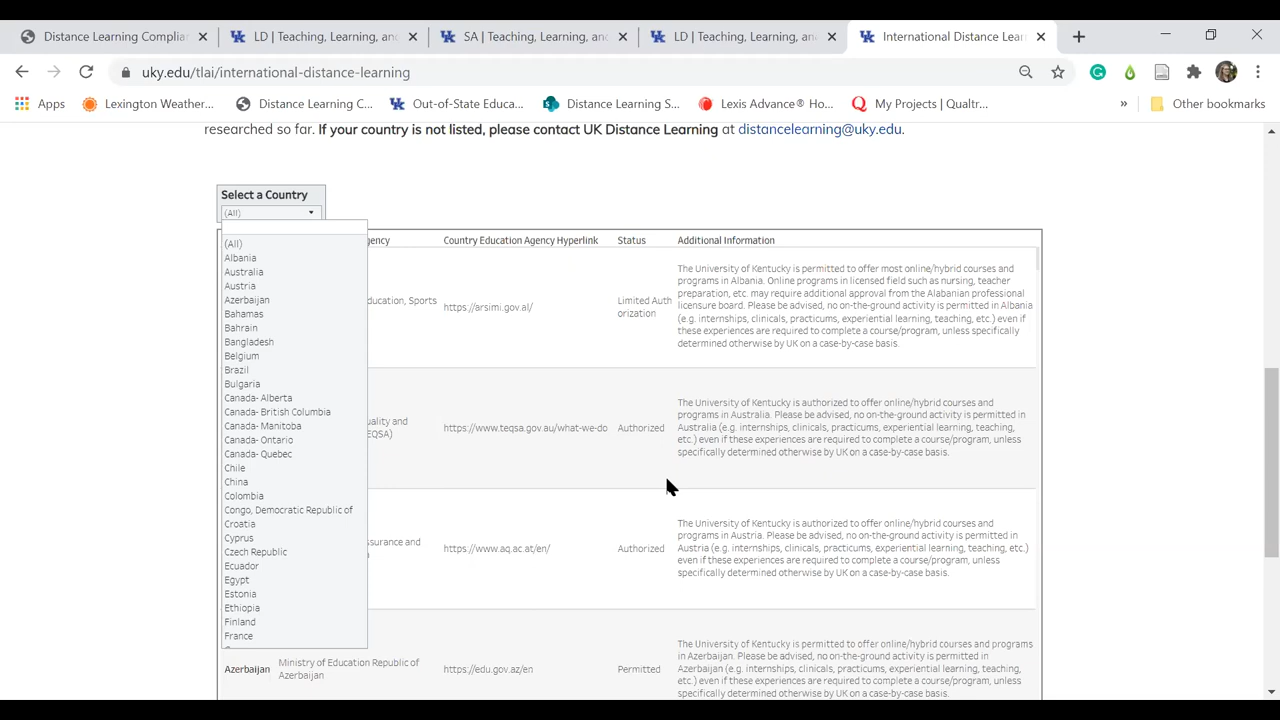 Distance Learning Complia
LD | Teaching, Learning, and
SA | Teaching, Learning, and
LD | Teaching, Learning, and
International Distance Learn
uky.edu/tlai/international-distance-learning
Apps
Lexington Weather...
Distance Learning C...
Out-of-State Educa...
Distance Learning S...
Lexis Advance® Ho...
My Projects | Qualtr...
»
Other bookmarks
researched so far. If your country is not listed, please contact UK Distance Learning at distancelearning@uky.edu.
Select a Country
(All)
gency
Country Education Agency Hyperlink
Status
Additional Information
(All)
Albania
Australia
Austria
Azerbaijan
Bahamas
Bahrain
Bangladesh
Belgium
Brazil
Bulgaria
Canada- Alberta
Canada- British Columbia
Canada- Manitoba
Canada- Ontario
Canada- Quebec
Chile
China
Colombia
Congo, Democratic Republic of
Croatia
Cyprus
Czech Republic
Ecuador
Egypt
Estonia
Ethiopia
Finland
France
ducation, Sports
https://arsimi.gov.al/
Limited Auth
orization
The University of Kentucky is permitted to offer most online/hybrid courses and
programs in Albania. Online programs in licensed field such as nursing, teacher
preparation, etc. may require additional approval from the Alabanian professional
licensure board. Please be advised, no on-the-ground activity is permitted in Albania
(e.g. internships, clinicals, practicums, experiential learning, teaching, etc.) even if
these experiences are required to complete a course/program, unless specifically
determined otherwise by UK on a case-by-case basis.
uality and
EQSA)
https://www.teqsa.gov.au/what-we-do
Authorized
The University of Kentucky is authorized to offer online/hybrid courses and
programs in Australia. Please be advised, no on-the-ground activity is permitted in
Australia (e.g. internships, clinicals, practicums, experiential learning, teaching,
etc.) even if these experiences are required to complete a course/program, unless
specifically determined otherwise by UK on a case-by-case basis.
ssurance and
n
https://www.aq.ac.at/en/
Authorized
The University of Kentucky is authorized to offer online/hybrid courses and
programs in Austria. Please be advised, no on-the-ground activity is permitted in
Austria (e.g. internships, clinicals, practicums, experiential learning, teaching, etc.)
even if these experiences are required to complete a course/program, unless
specifically determined otherwise by UK on a case-by-case basis.
Azerbaijan
Ministry of Education Republic of
Azerbaijan
https://edu.gov.az/en
Permitted
The University of Kentucky is permitted to offer online/hybrid courses and programs
in Azerbaijan. Please be advised, no on-the-ground activity is permitted in
Azerbaijan (e.g. internships, clinicals, practicums, experiential learning, teaching,
etc.) even if these experiences are required to complete a course/program, unless
specifically determined otherwise by UK on a case-by-case basis.